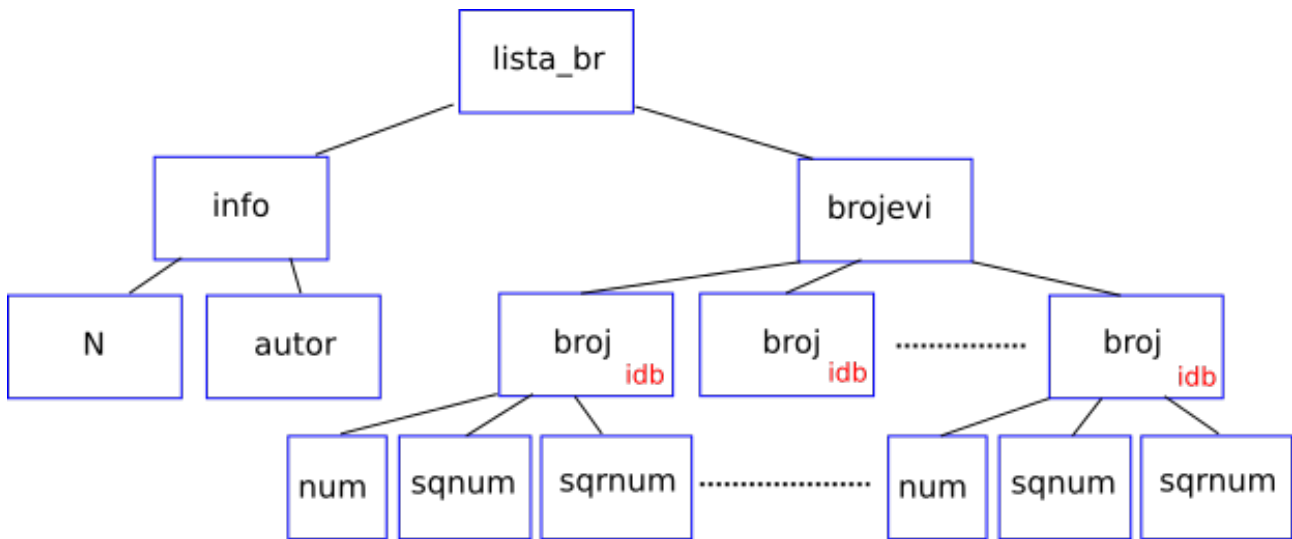 lista_br
info
brojevi
N
autor
broj
idb
broj
idb
broj
idb
num
sqnum
sqrnum
num
sqnum
sqrnum